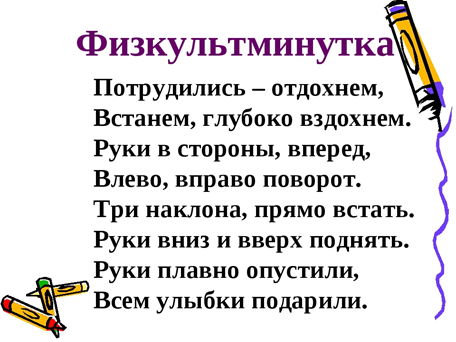 Физкультминутка
Потрудились – отдохнем,
Встанем, глубоко вздохнем.
Руки в стороны, вперед,
Влево, вправо поворот.
Три наклона, прямо встать.
Руки вниз и вверх поднять.
Руки плавно опустили,
Всем улыбки подарили.